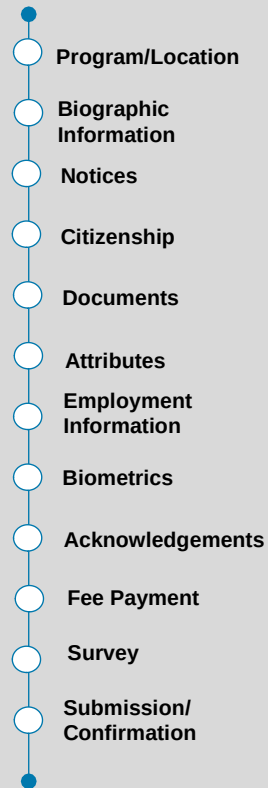 Program/Location
Biographic
Information
Notices
Citizenship
Documents
Attributes
Employment
Information
Biometrics
Acknowledgements
Fee Payment
Survey
Submission/
Confirmation